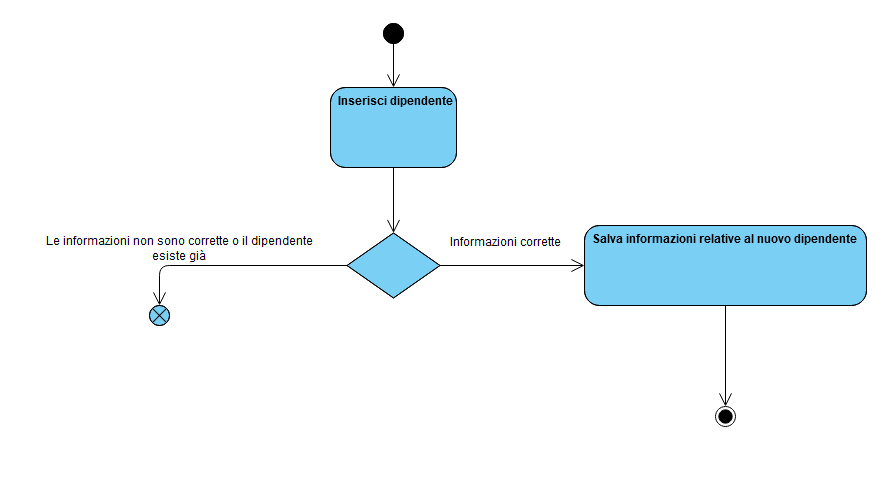 Inserisci dipendente
Le informazioni non sono corrette o il dipendente
esiste già
Informazioni corrette
Salva informazioni relative al nuovo dipendente